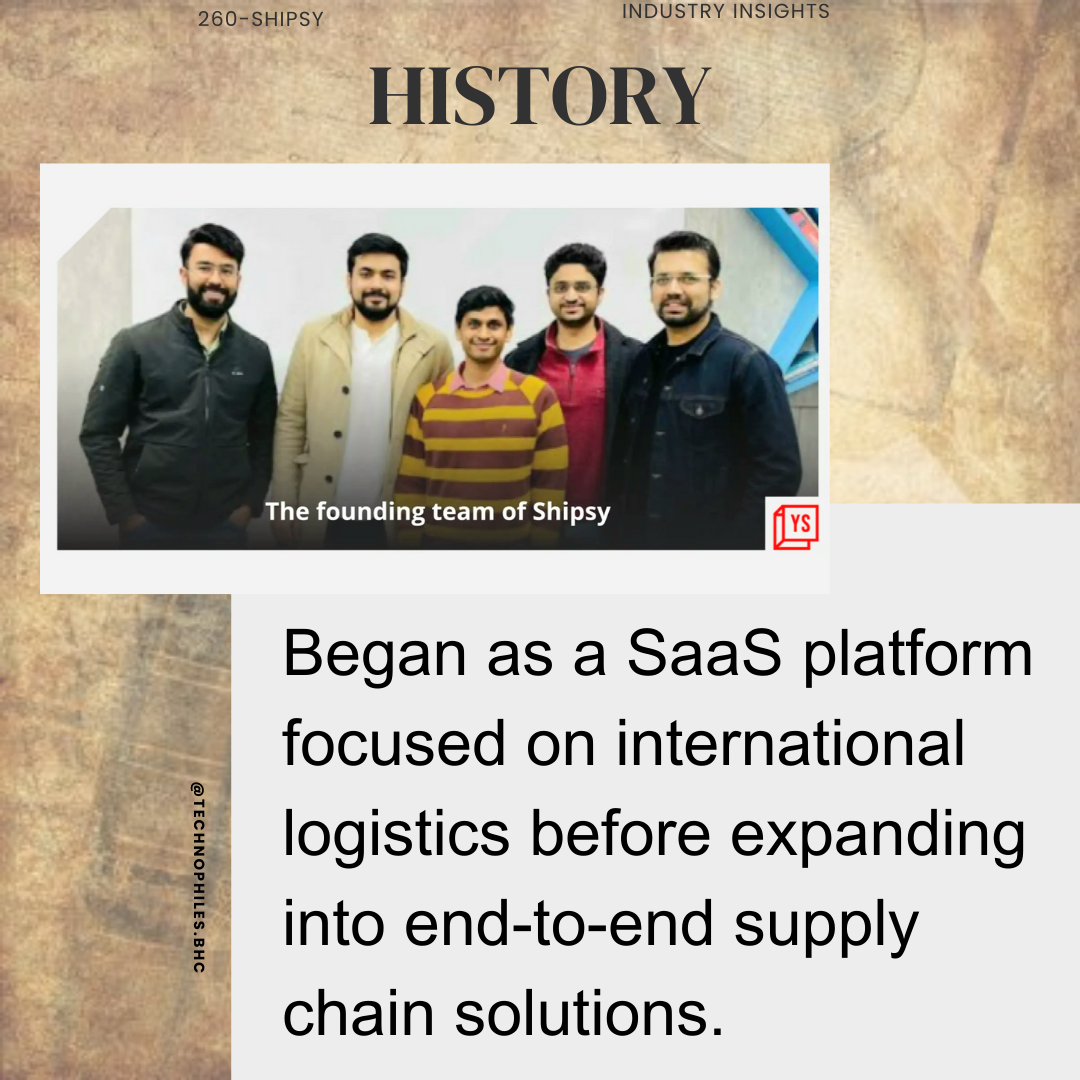 260-SHIPSY
INDUSTRY INSIGHTS
HISTORY
The founding team of Shipsy
YS
Began as a SaaS platform
focused on international
logistics before expanding
into end-to-end supply
chain solutions.
@TECHNOPHILES.BHC